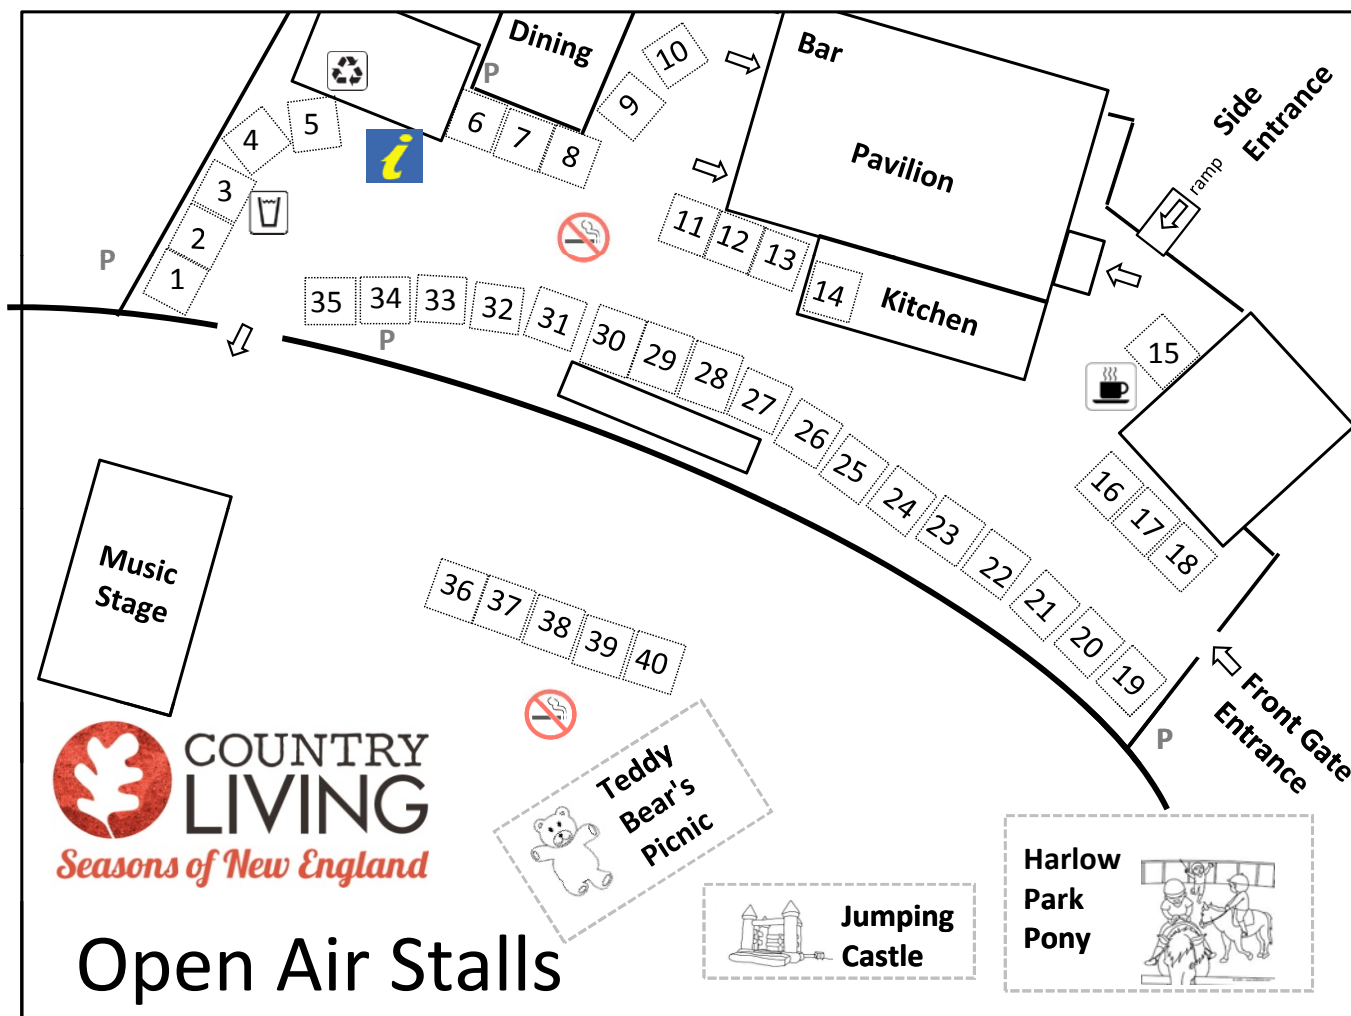 Dining
Bar
Pavilion
Kitchen
Side
Entrance
ramp
P
P
P
P
i
1
2
3
4
5
6
7
8
9
10
11
12
13
14
15
16
17
18
19
20
21
22
23
24
25
26
27
28
29
30
31
32
33
34
35
36
37
38
39
40
Front Gate
Entrance
Music
Stage
COUNTRY
LIVING
Seasons of New England
Teddy
Bear's
Picnic
Jumping
Castle
Harlow
Park
Pony
Open Air Stalls